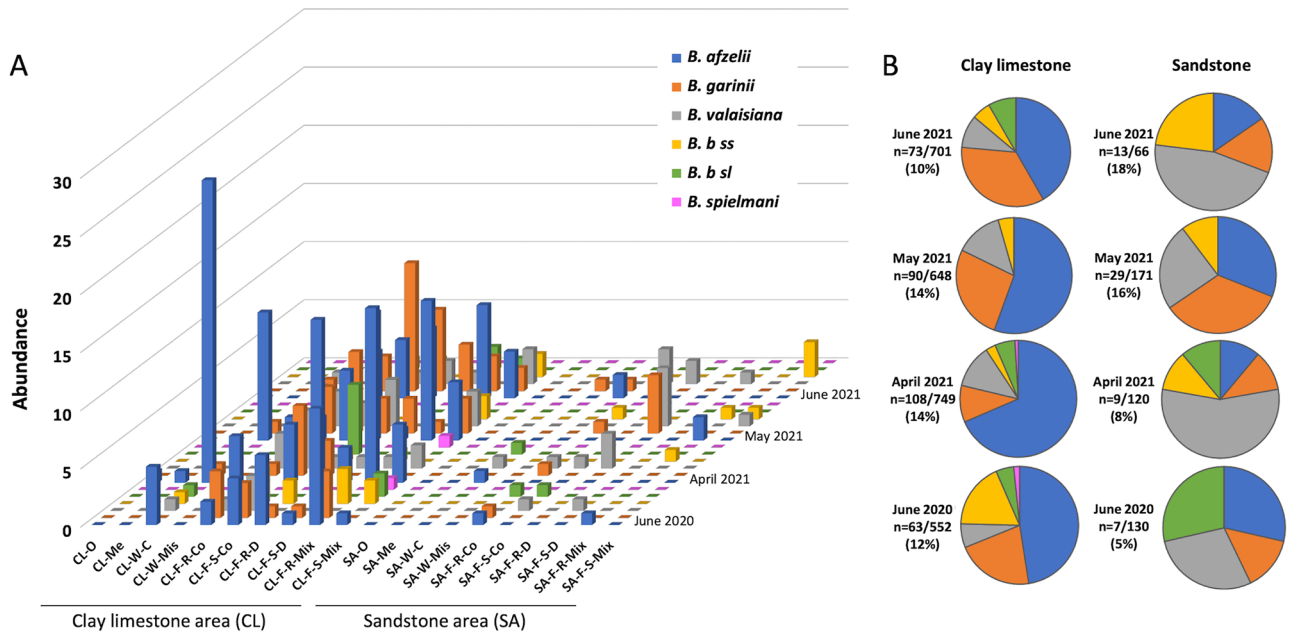 A
B. afzelii
B. garinii
B. valaisiana
B. b ss
B. b sl
B. spielmani
Abundance
30
25
20
15
10
5
0
June 2021
May 2021
April 2021
June 2020
CL-O
CL-Me
CL-W-C
CL-W-Mis
CL-F-R-Co
CL-F-S-Co
CL-F-R-D
CL-F-S-D
CL-F-R-Mix
CL-F-S-Mix
SA-O
SA-Me
SA-W-C
SA-W-Mis
SA-F-R-Co
SA-F-S-Co
SA-F-R-D
SA-F-S-D
SA-F-R-Mix
SA-F-S-Mix
Clay limestone area (CL)
Sandstone area (SA)
B
Clay limestone
Sandstone
June 2021
n=73/701
(10%)
June 2021
n=13/66
(18%)
May 2021
n=90/648
(14%)
May 2021
n=29/171
(16%)
April 2021
n=108/749
(14%)
April 2021
n=9/120
(8%)
June 2020
n=63/552
(12%)
June 2020
n=7/130
(5%)